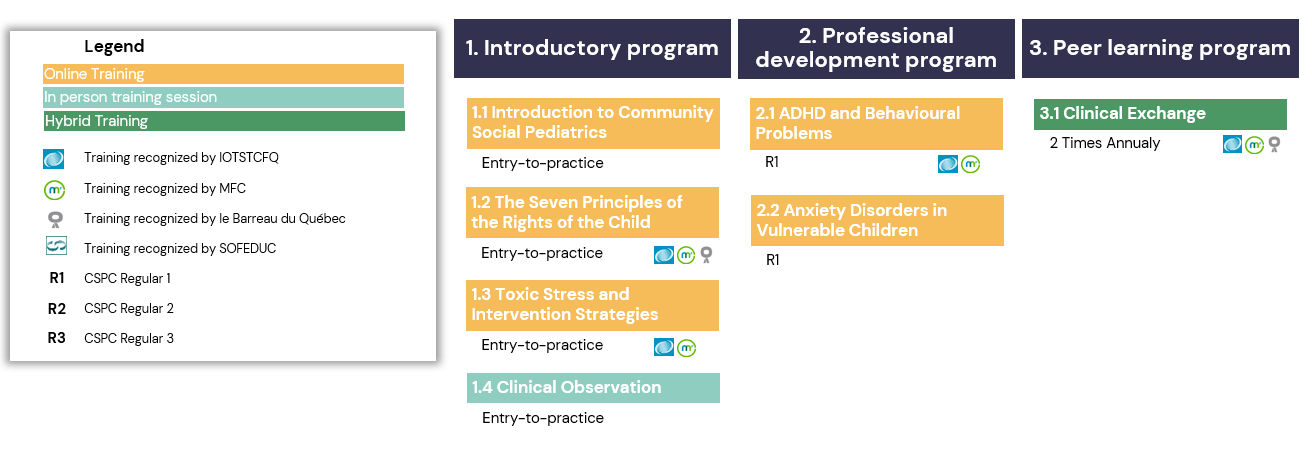 Legend
Online Training
In person training session
Hybrid Training
Training recognized by IOTSTCFQ
Training recognized by MFC
Training recognized by le Barreau du Québec
Training recognized by SOFEDUC
R1 CSPC Regular 1
R2 CSPC Regular 2
R3 CSPC Regular 3
1. Introductory program
1.1 Introduction to Community
Social Pediatrics
Entry-to-practice
1.2 The Seven Principles of
the Rights of the Child
Entry-to-practice
1.3 Toxic Stress and
Intervention Strategies
Entry-to-practice
1.4 Clinical Observation
Entry-to-practice
2. Professional
development program
2.1 ADHD and Behavioural
Problems
R1
2.2 Anxiety Disorders in
Vulnerable Children
R1
3. Peer learning program
3.1 Clinical Exchange
2 Times Annualy